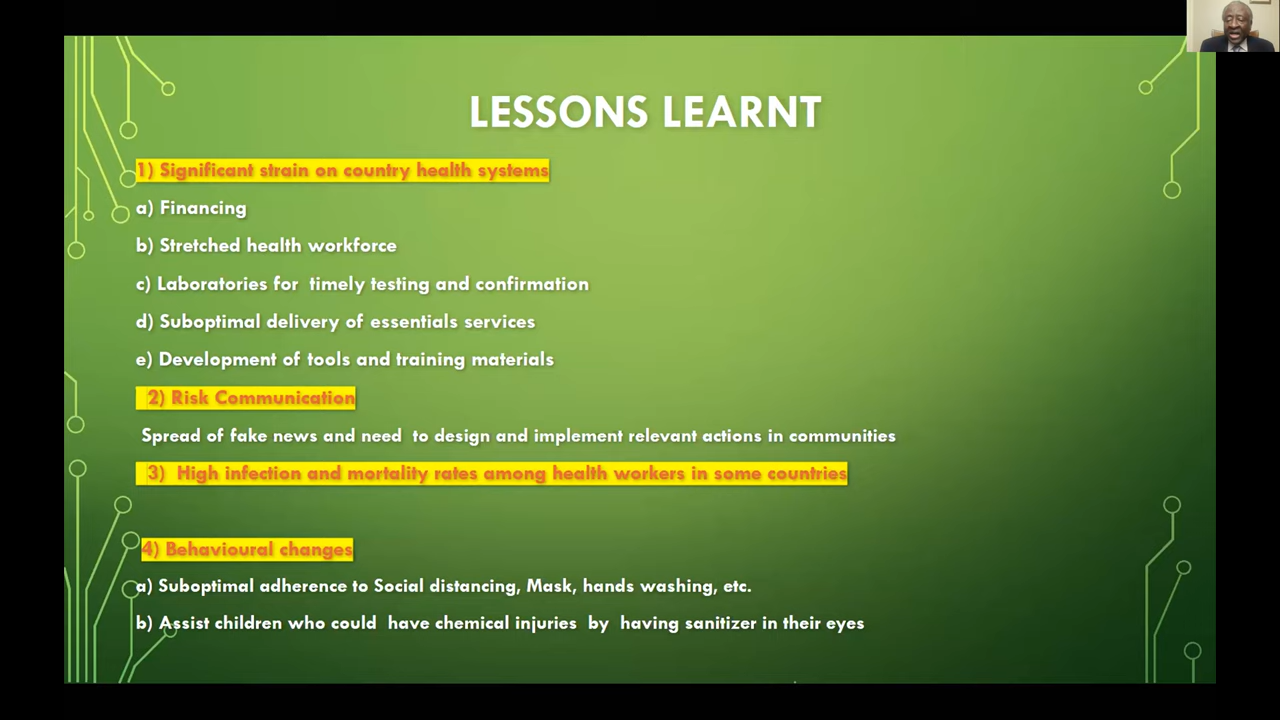 LESSONS LEARNT
1) Significant strain on country health systems
a) Financing
b) Stretched health workforce
c) Laboratories for timely testing and confirmation
d) Suboptimal delivery of essentials services
e) Development of tools and training materials
2) Risk Communication
Spread of fake news and need to design and implement relevant actions in communities
3) High infection and mortality rates among health workers in some countries
4) Behavioural changes
a) Suboptimal adherence to Social distancing, Mask, hands washing, etc.
b) Assist children who could have chemical injuries by having sanitizer in their eyes